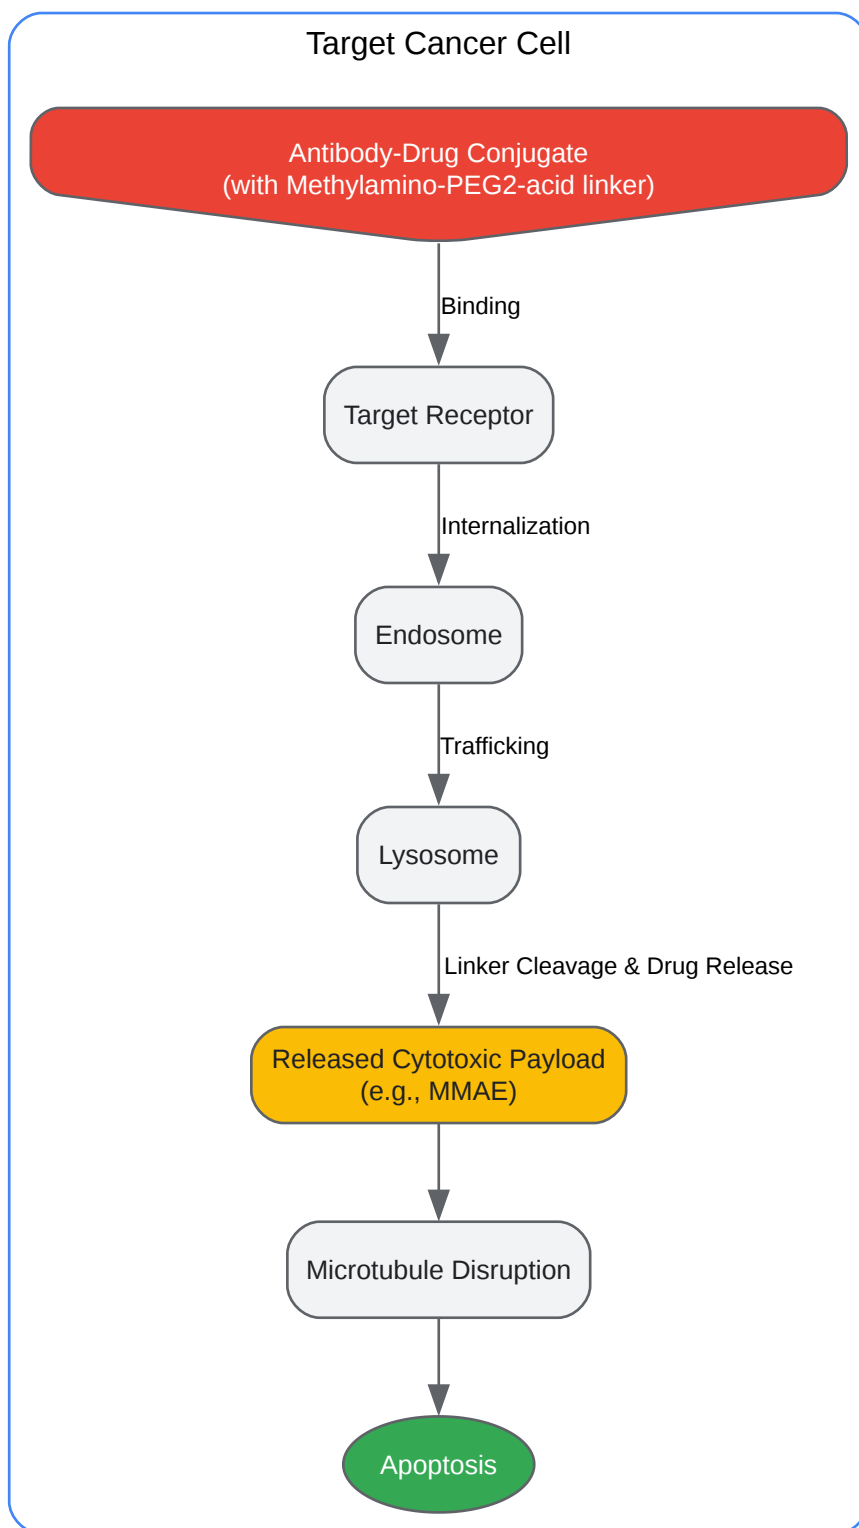 Target Cancer Cell
Antibody-Drug Conjugate
(with Methylamino-PEG2-acid linker)
Binding
Target Receptor
Internalization
Endosome
Trafficking
Lysosome
Linker Cleavage & Drug Release
Released Cytotoxic Payload
(e.g., MMAE)
Microtubule Disruption
Apoptosis